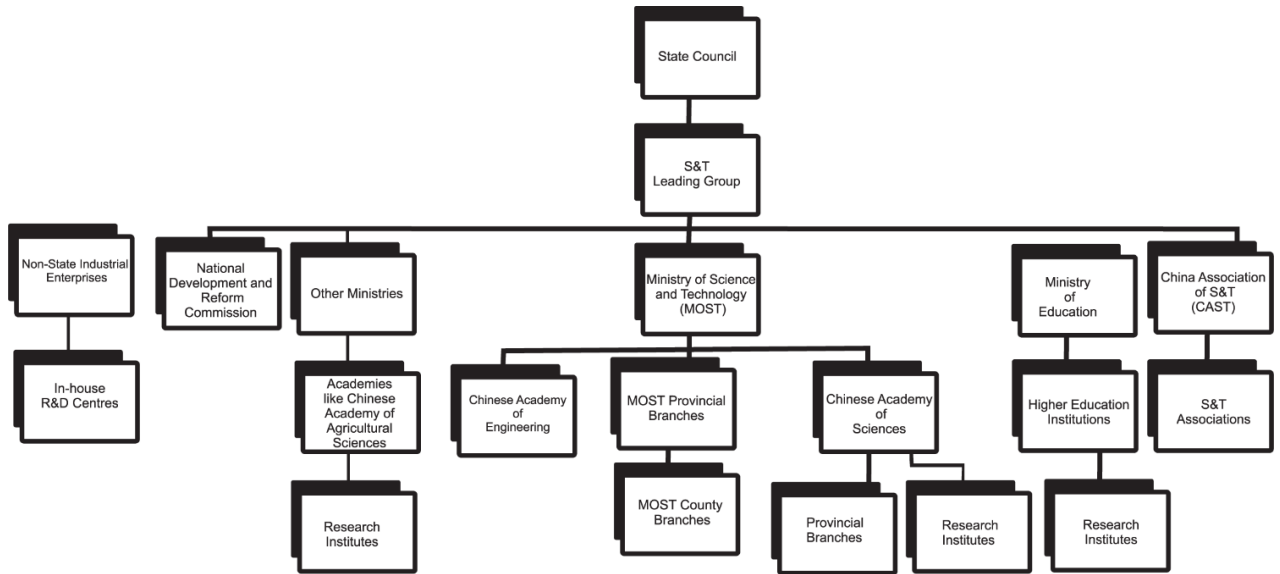 State Council
S&T
Leading Group
Non-State Industrial
Enterprises
National
Development and
Reform
Commission
Other Ministries
Ministry of Science
and Technology
(MOST)
Ministry
of
Education
China Association
of S&T
(CAST)
In-house
R&D Centres
Academies
like Chinese
Academy of
Agricultural
Sciences
Chinese Academy
of
Engineering
MOST Provincial
Branches
Chinese Academy
of
Sciences
Higher Education
Institutions
S&T
Associations
Research
Institutes
MOST County
Branches
Provincial
Branches
Research
Institutes
Research
Institutes